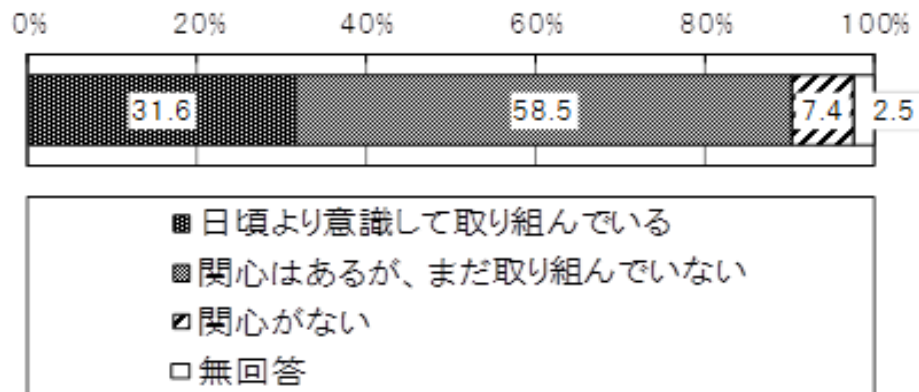 0% 20% 40% 60% 80% 100%
31.6 58.5 7.4 2.5
日頃より意識して取り組んでいる
関心はあるが、まだ取り組んでいない
関心がない
無回答